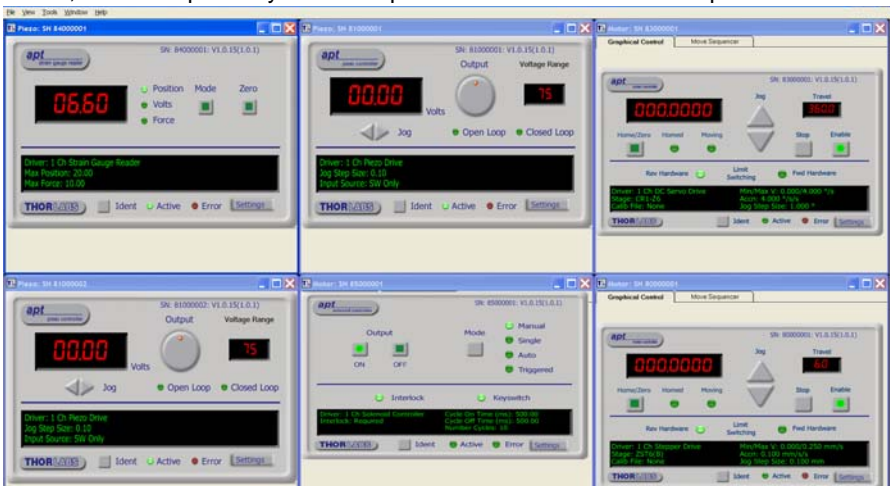 File View Tools Window Help
Piezo: SN 84000001
apt
strain gauge reader
SN: 84000001: V1.0.15(1.0.1)
06.60
Position
Volts
Force
Mode
Zero
Driver: 1 Ch Strain Gauge Reader
Max Position: 20.00
Max Force: 10.00
THORLABS
Ident
Active
Error
Settings
Piezo: SN 81000001
apt
piezo controller
SN: 81000001: V1.0.15(1.0.1)
Output
Voltage Range
00.00
Volts
75
Jog
Open Loop
Closed Loop
Driver: 1 Ch Piezo Drive
Jog Step Size: 0.10
Input Source: SW Only
THORLABS
Ident
Active
Error
Settings
Motor: SN 83000001
Graphical Control
Move Sequencer
apt
SN: 83000001: V1.0.15(1.0.1)
000.0000
Jog
Travel
360.0
Home/Zero
Homed
Moving
Stop
Enable
Rev Hardware
Limit Switching
Fwd Hardware
Driver: 1 Ch DC Servo Drive
Stage: CR1-Z6
Calib File: None
Min/Max V: 0.000/4.000 °/s
Accn: 4.000 °/s/s
Jog Step Size: 1.000 °
THORLABS
Ident
Active
Error
Settings
Piezo: SN 81000002
apt
piezo controller
SN: 81000002: V1.0.15(1.0.1)
Output
Voltage Range
00.00
Volts
75
Jog
Open Loop
Closed Loop
Driver: 1 Ch Piezo Drive
Jog Step Size: 0.10
Input Source: SW Only
THORLABS
Ident
Active
Error
Settings
Motor: SN 85000001
apt
solenoid controller
SN: 85000001: V1.0.15(1.0.1)
Output
ON
OFF
Mode
Manual
Single
Auto
Triggered
Interlock
Keyswitch
Driver: 1 Ch Solenoid Controller
Interlock: Required
Cycle On Time (ms): 500.00
Cycle Off Time (ms): 500.00
Number Cycles: 15
THORLABS
Ident
Active
Error
Settings
Motor: SN 80000001
Graphical Control
Move Sequencer
apt
SN: 80000001: V1.0.15(1.0.1)
000.0000
Jog
Travel
6.0
Home/Zero
Homed
Moving
Stop
Enable
Rev Hardware
Limit Switching
Fwd Hardware
Driver: 1 Ch Stepper Drive
Stage: ZST6(B)
Calib File: None
Min/Max V: 0.000/0.250 mm/s
Accn: 0.100 mm/s/s
Jog Step Size: 0.100 mm
THORLABS
Ident
Active
Error
Settings